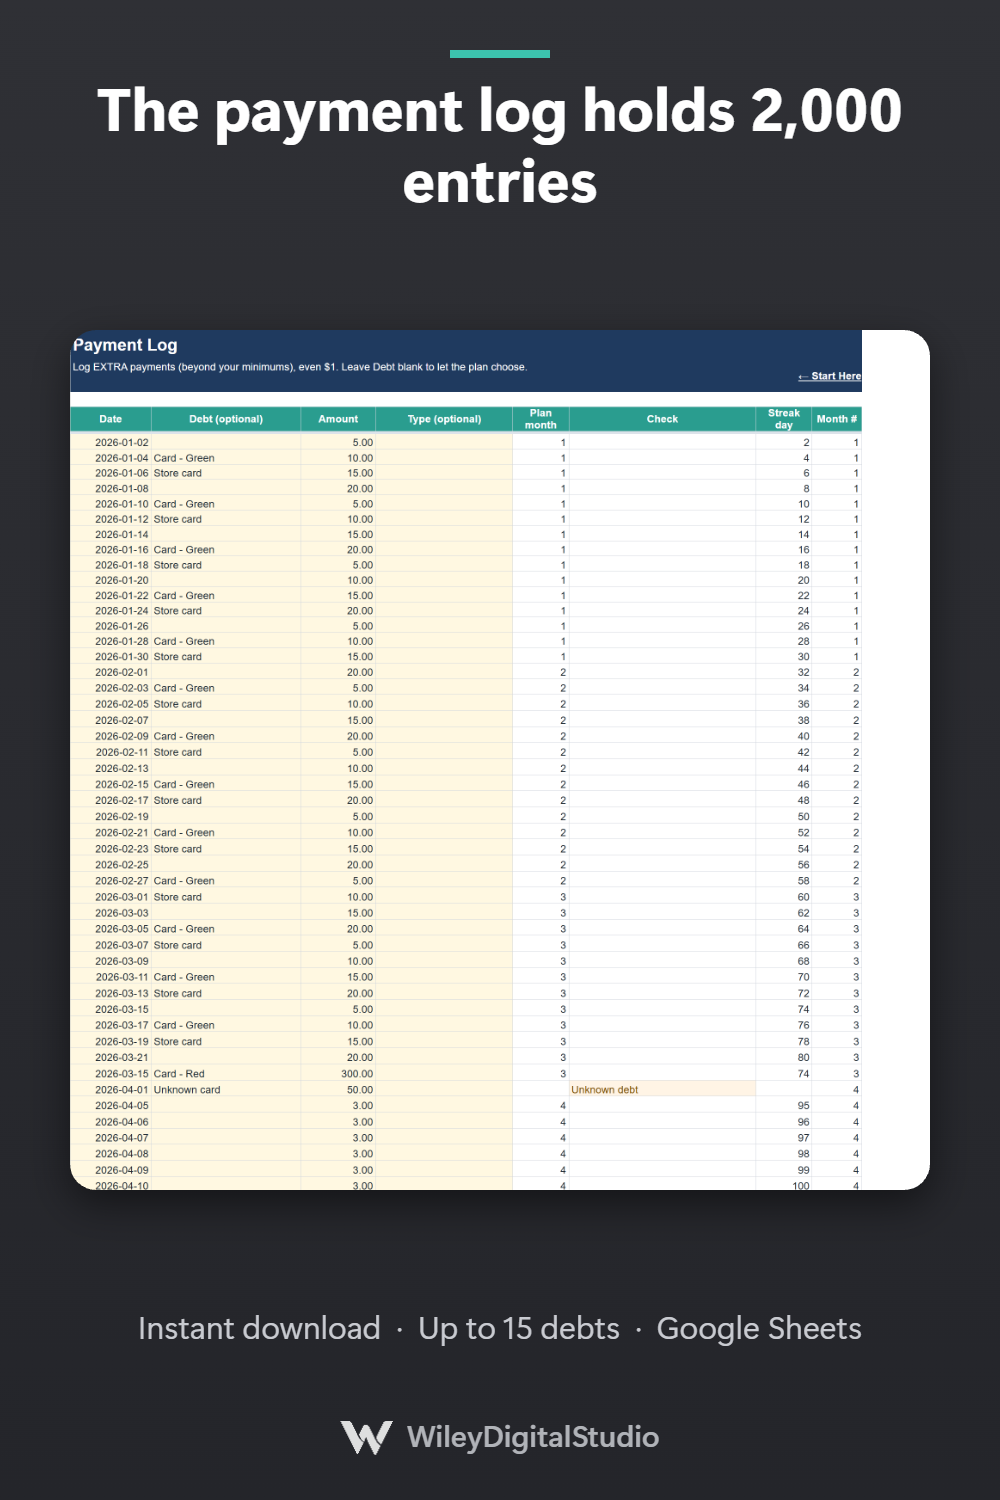 The payment log holds 2,000
entries
Payment Log
Log EXTRA payments (beyond your minimums), even $1. Leave Debt blank to let the plan choose.
← Start Here
Date Debt (optional) Amount Type (optional) Plan month Check Streak day Month #
2026-01-02 5.00 1 2 1
2026-01-04 Card - Green 10.00 1 4 1
2026-01-06 Store card 15.00 1 6 1
2026-01-08 20.00 1 8 1
2026-01-10 Card - Green 5.00 1 10 1
2026-01-12 Store card 10.00 1 12 1
2026-01-14 15.00 1 14 1
2026-01-16 Card - Green 20.00 1 16 1
2026-01-18 Store card 5.00 1 18 1
2026-01-20 10.00 1 20 1
2026-01-22 Card - Green 15.00 1 22 1
2026-01-24 Store card 20.00 1 24 1
2026-01-26 5.00 1 26 1
2026-01-28 Card - Green 10.00 1 28 1
2026-01-30 Store card 15.00 1 30 1
2026-02-01 20.00 2 32 2
2026-02-03 Card - Green 5.00 2 34 2
2026-02-05 Store card 10.00 2 36 2
2026-02-07 15.00 2 38 2
2026-02-09 Card - Green 20.00 2 40 2
2026-02-11 Store card 5.00 2 42 2
2026-02-13 10.00 2 44 2
2026-02-15 Card - Green 15.00 2 46 2
2026-02-17 Store card 20.00 2 48 2
2026-02-19 5.00 2 50 2
2026-02-21 Card - Green 10.00 2 52 2
2026-02-23 Store card 15.00 2 54 2
2026-02-25 20.00 2 56 2
2026-02-27 Card - Green 5.00 2 58 2
2026-03-01 Store card 10.00 3 60 3
2026-03-03 15.00 3 62 3
2026-03-05 Card - Green 20.00 3 64 3
2026-03-07 Store card 5.00 3 66 3
2026-03-09 10.00 3 68 3
2026-03-11 Card - Green 15.00 3 70 3
2026-03-13 Store card 20.00 3 72 3
2026-03-15 5.00 3 74 3
2026-03-17 Card - Green 10.00 3 76 3
2026-03-19 Store card 15.00 3 78 3
2026-03-21 20.00 3 80 3
2026-03-15 Card - Red 300.00 3 74 3
2026-04-01 Unknown card 50.00 Unknown debt 4
2026-04-05 3.00 4 95 4
2026-04-06 3.00 4 96 4
2026-04-07 3.00 4 97 4
2026-04-08 3.00 4 98 4
2026-04-09 3.00 4 99 4
2026-04-10 3.00 4 100 4
Instant download · Up to 15 debts · Google Sheets
WileyDigitalStudio